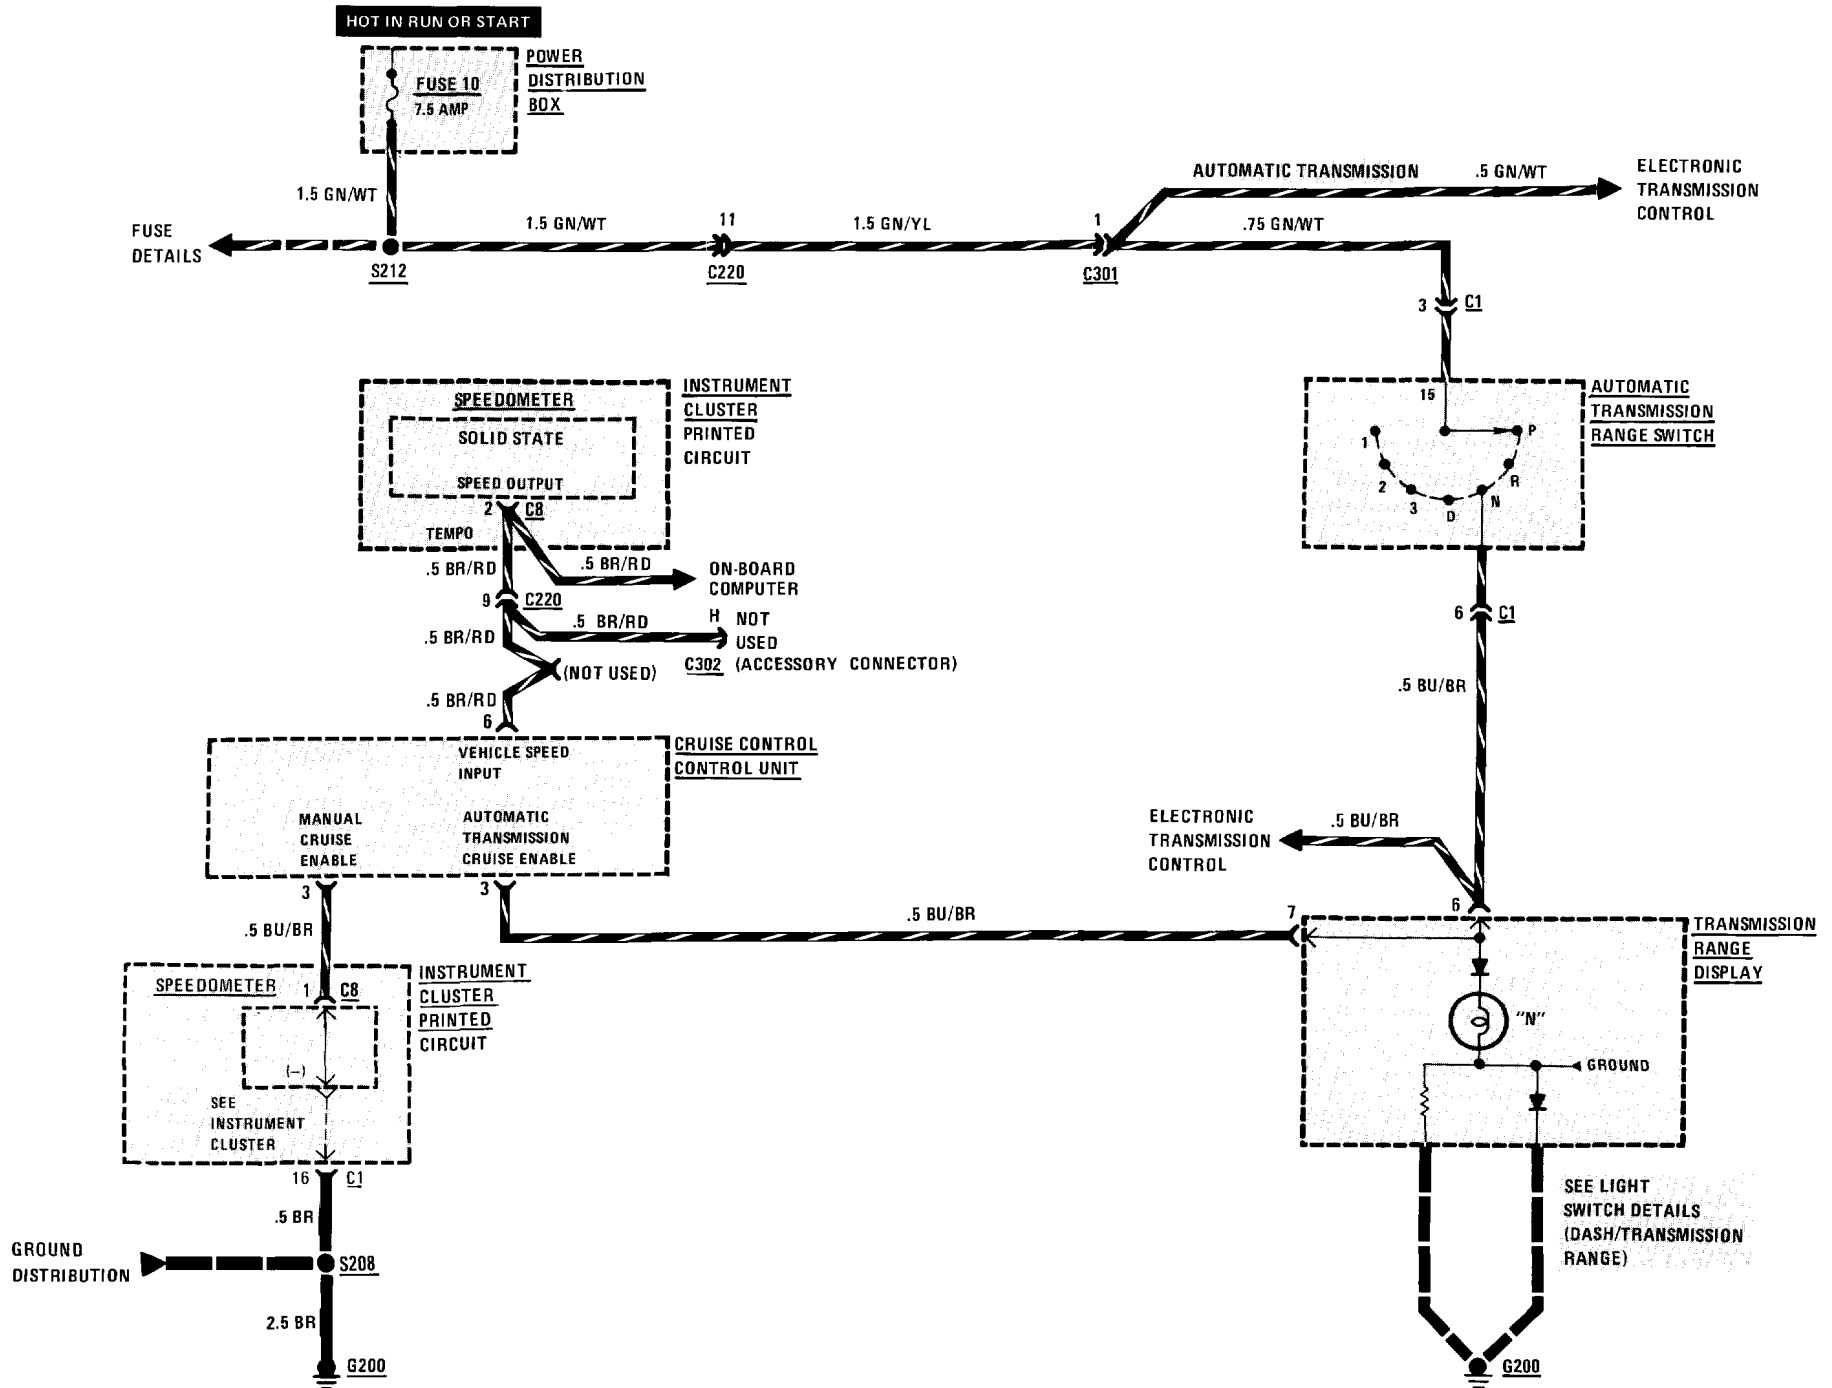 HOT IN RUN OR START
POWER
DISTRIBUTION
BOX
FUSE 10
7.5 AMP
1.5 GN/WT
FUSE
DETAILS
S212
1.5 GN/WT
11
C220
1.5 GN/YL
1
C301
AUTOMATIC TRANSMISSION
.5 GN/WT
ELECTRONIC
TRANSMISSION
CONTROL
.75 GN/WT
3
C1
15
P
R
N
D
3
2
1
AUTOMATIC
TRANSMISSION
RANGE SWITCH
6
C1
.5 BU/BR
INSTRUMENT
CLUSTER
PRINTED
CIRCUIT
SPEEDOMETER
SOLID STATE
SPEED OUTPUT
2
C8
TEMPO
.5 BR/RD
.5 BR/RD
ON-BOARD
COMPUTER
9
C220
.5 BR/RD
.5 BR/RD
H
NOT
USED
C302
(ACCESSORY CONNECTOR)
(NOT USED)
.5 BR/RD
6
CRUISE CONTROL
CONTROL UNIT
VEHICLE SPEED
INPUT
MANUAL
CRUISE
ENABLE
AUTOMATIC
TRANSMISSION
CRUISE ENABLE
3
3
.5 BU/BR
.5 BU/BR
7
ELECTRONIC
TRANSMISSION
CONTROL
.5 BU/BR
6
TRANSMISSION
RANGE
DISPLAY
"N"
GROUND
SPEEDOMETER
1
C8
INSTRUMENT
CLUSTER
PRINTED
CIRCUIT
(–)
SEE
INSTRUMENT
CLUSTER
16
C1
.5 BR
GROUND
DISTRIBUTION
S208
2.5 BR
G200
SEE LIGHT
SWITCH DETAILS
(DASH/TRANSMISSION
RANGE)
G200